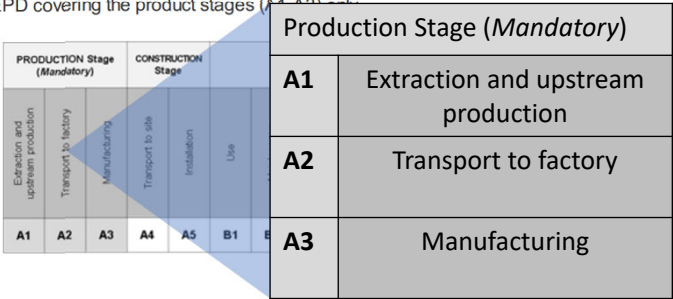 EPD covering the product stages (A1-A3) only
PRODUCTION Stage
(Mandatory)
CONSTRUCTION
Stage
Extraction and
upstream production
Transport to factory
Manufacturing
Transport to site
Installation
Use
A1 A2 A3 A4 A5 B1
Production Stage (Mandatory)
A1 Extraction and upstream
production
A2 Transport to factory
A3 Manufacturing